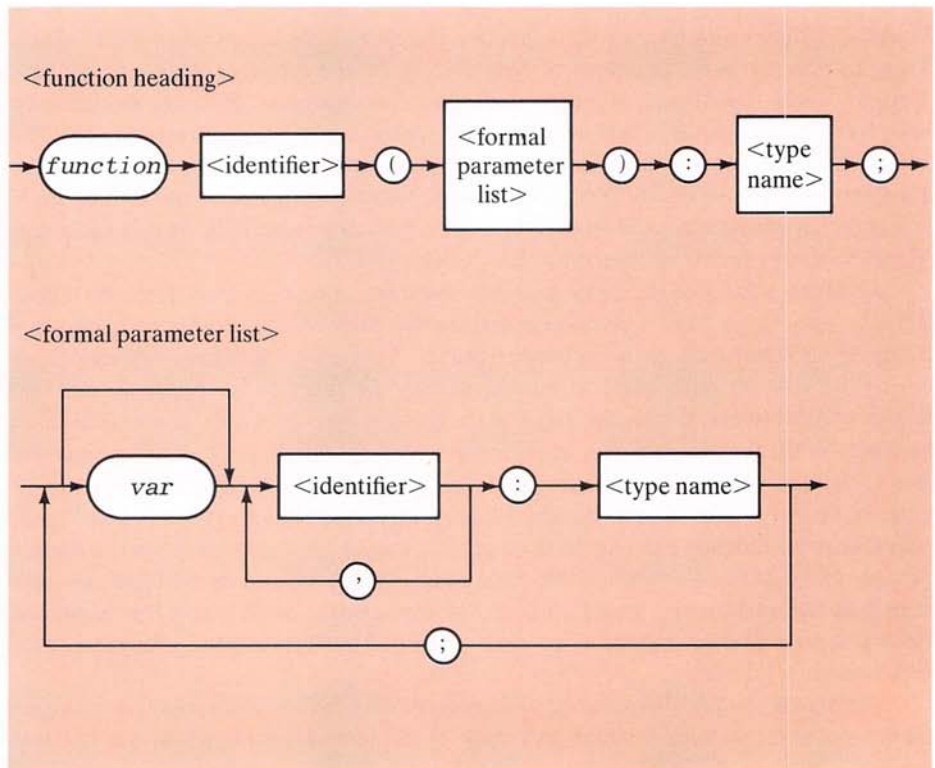 <function heading>
function <identifier> ( <formal parameter list> ) : <type name> ;
<formal parameter list>
var <identifier> : <type name>
,
;